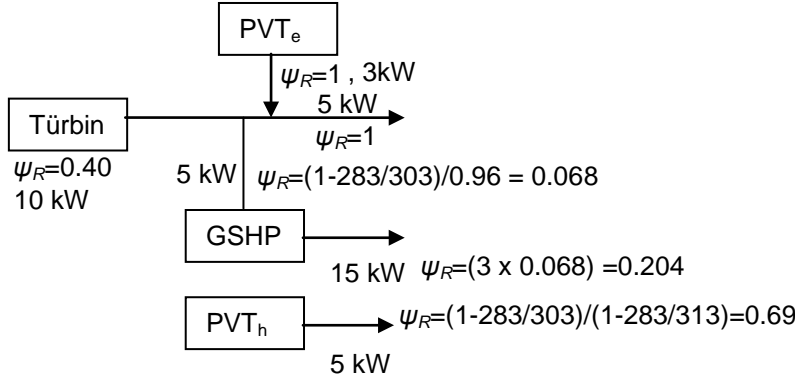 PVTe
ψR=1 , 3kW
5 kW
Türbin
ψR=1
ψR=0.40
10 kW
5 kW
ψR=(1-283/303)/0.96 = 0.068
GSHP
15 kW
ψR=(3 x 0.068) =0.204
PVTh
ψR=(1-283/303)/(1-283/313)=0.69
5 kW